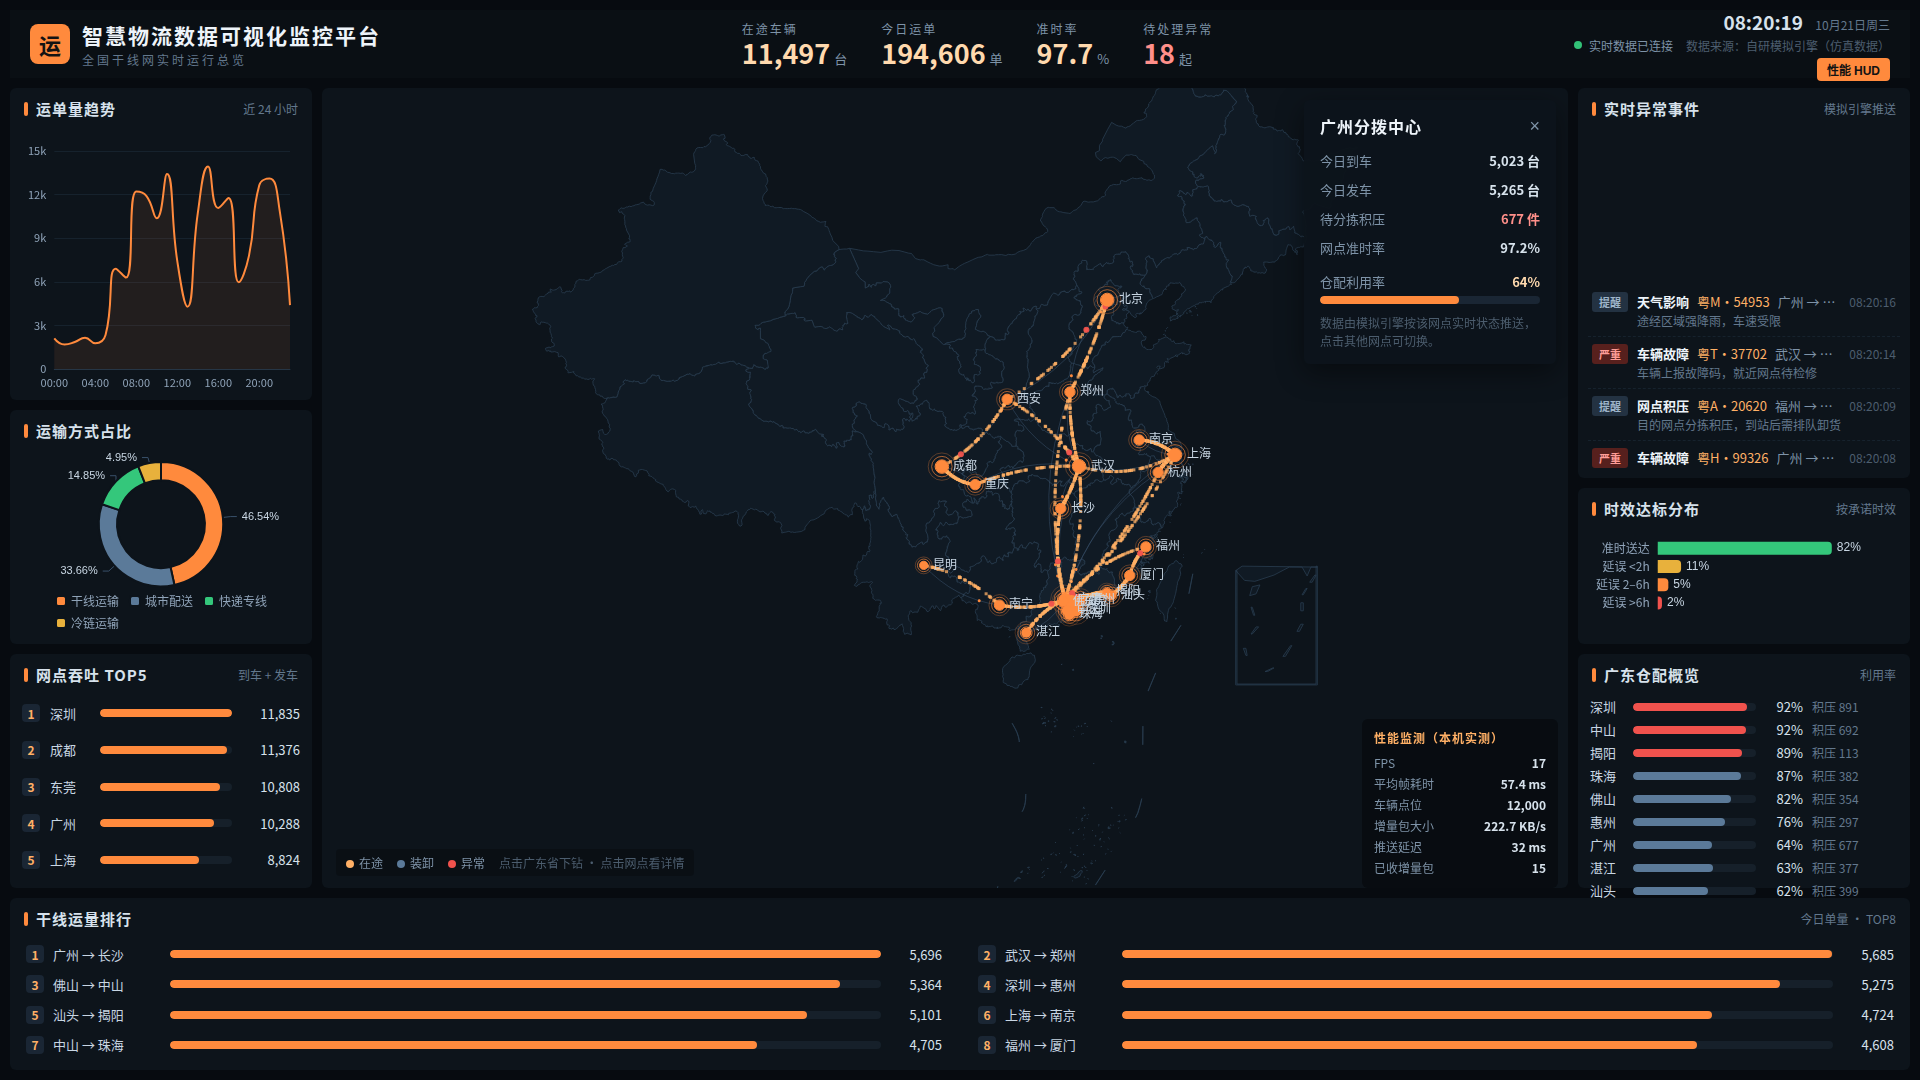 运
智慧物流数据可视化监控平台
全国干线网实时运行总览
在途车辆
11,497 台
今日运单
194,606 单
准时率
97.7 %
待处理异常
18 起
08:20:19 10月21日周三
实时数据已连接 数据来源：自研模拟引擎（仿真数据）
性能 HUD
运单量趋势 近 24 小时
15k
12k
9k
6k
3k
0
00:00 04:00 08:00 12:00 16:00 20:00
运输方式占比
4.95%
14.85%
46.54%
33.66%
干线运输 城市配送 快递专线
冷链运输
网点吞吐 TOP5 到车 + 发车
1 深圳 11,835
2 成都 11,376
3 东莞 10,808
4 广州 10,288
5 上海 8,824
北京
郑州
西安
南京
上海
成都
武汉
杭州
重庆
长沙
福州
昆明
厦门
揭阳
汕头
南宁
珠海
湛江
广州分拨中心 ×
今日到车 5,023 台
今日发车 5,265 台
待分拣积压 677 件
网点准时率 97.2%
仓配利用率 64%
数据由模拟引擎按该网点实时状态推送，
点击其他网点可切换。
性能监测（本机实测）
FPS 17
平均帧耗时 57.4 ms
车辆点位 12,000
增量包大小 222.7 KB/s
推送延迟 32 ms
已收增量包 15
在途 装卸 异常 点击广东省下钻 · 点击网点看详情
实时异常事件 模拟引擎推送
提醒 天气影响 粤M·54953 广州 → ··· 08:20:16
途经区域强降雨，车速受限
严重 车辆故障 粤T·37702 武汉 → ··· 08:20:14
车辆上报故障码，就近网点待检修
提醒 网点积压 粤A·20620 福州 → ··· 08:20:09
目的网点分拣积压，到站后需排队卸货
严重 车辆故障 粤H·99326 广州 → ··· 08:20:08
时效达标分布 按承诺时效
准时送达 82%
延误 <2h 11%
延误 2–6h 5%
延误 >6h 2%
广东仓配概览 利用率
深圳 92% 积压 891
中山 92% 积压 692
揭阳 89% 积压 113
珠海 87% 积压 382
佛山 82% 积压 354
惠州 76% 积压 297
广州 64% 积压 677
湛江 63% 积压 377
汕头 62% 积压 399
干线运量排行 今日单量 · TOP8
1 广州 → 长沙 5,696
2 武汉 → 郑州 5,685
3 佛山 → 中山 5,364
4 深圳 → 惠州 5,275
5 汕头 → 揭阳 5,101
6 上海 → 南京 4,724
7 中山 → 珠海 4,705
8 福州 → 厦门 4,608